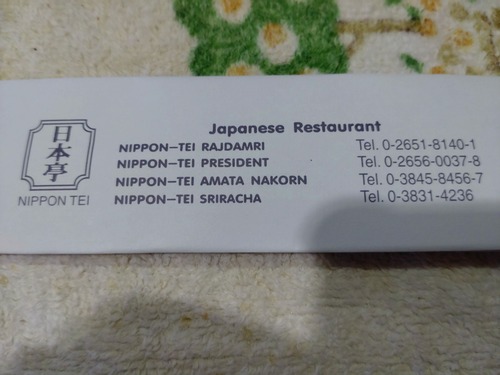 日本亭
NIPPON TEI
Japanese Restaurant
NIPPON-TEI RAJDAMRI Tel. 0-2651-8140-1
NIPPON-TEI PRESIDENT Tel. 0-2656-0037-8
NIPPON-TEI AMATA NAKORN Tel. 0-3845-8456-7
NIPPON-TEI SRIRACHA Tel. 0-3831-4236